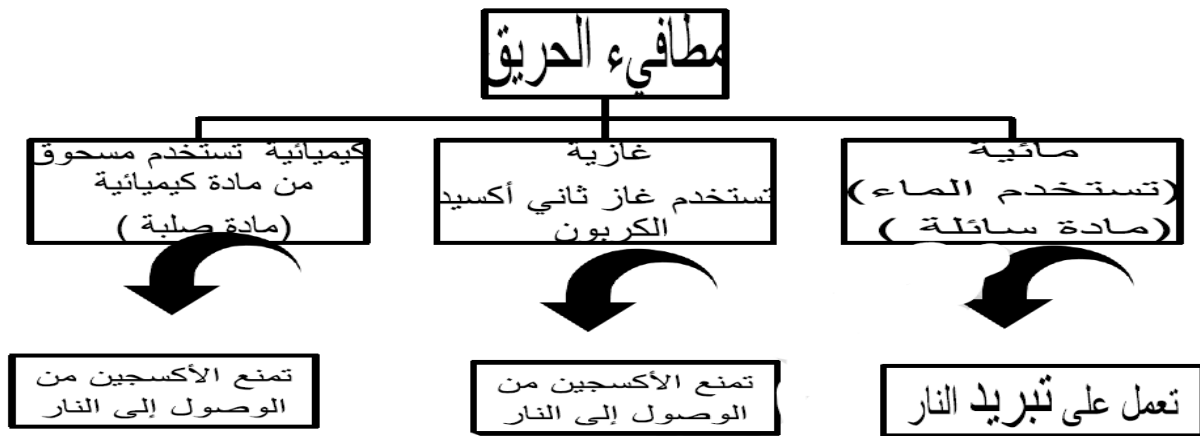 مطافيء الحريق
مائية
(تستخدم الماء)
(مادة سائلة )
غازية
تستخدم غاز ثاني أكسيد
الكربون
كيميائية تستخدم مسحوق
من مادة كيميائية
(مادة صلبة )
تعمل على تبريد النار
تمنع الأكسجين من
الوصول إلى النار
تمنع الأكسجين من
الوصول إلى النار